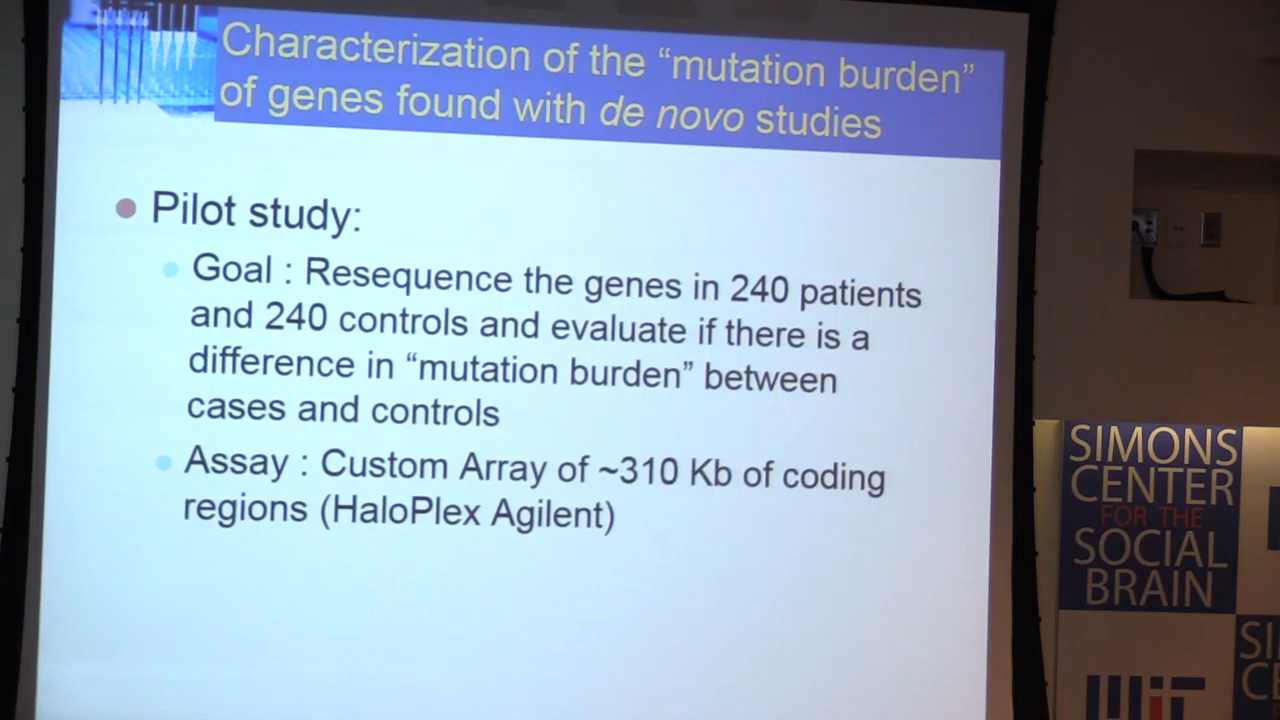 Characterization of the “mutation burden”
of genes found with de novo studies
Pilot study:
Goal : Resequence the genes in 240 patients
and 240 controls and evaluate if there is a
difference in “mutation burden” between
cases and controls
Assay : Custom Array of ~310 Kb of coding
regions (HaloPlex Agilent)
SIMONS
CENTER
FOR THE
SOCIAL
BRAIN
MIT